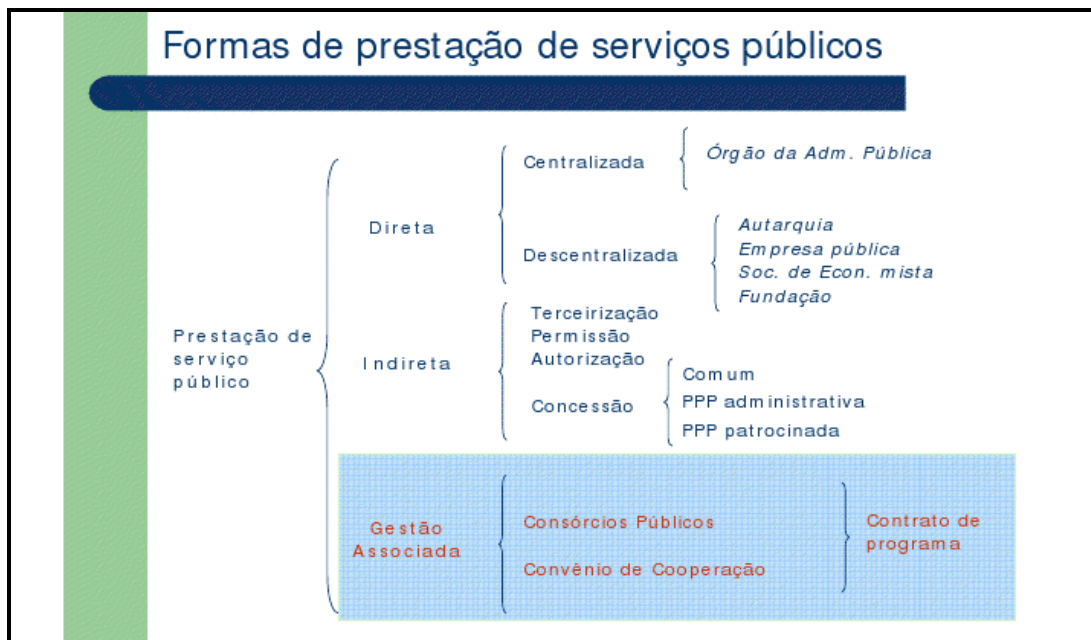 Formas de prestação de serviços públicos
Prestação de
serviço
público
Direta
Centralizada
Órgão da Adm. Pública
Descentralizada
Autarquia
Empresa pública
Soc. de Econ. mista
Fundação
Indireta
Terceirização
Permissão
Autorização
Concessão
Comum
PPP administrativa
PPP patrocinada
Gestão
Associada
Consórcios Públicos
Convênio de Cooperação
Contrato de
programa